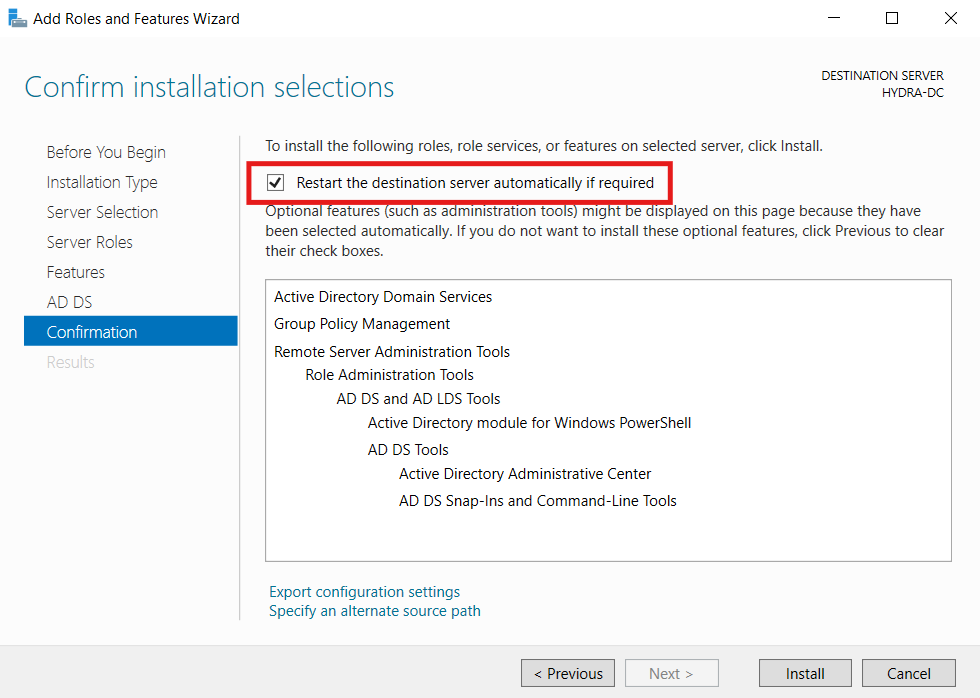 Add Roles and Features Wizard
Confirm installation selections
DESTINATION SERVER
HYDRA-DC
Before You Begin
Installation Type
Server Selection
Server Roles
Features
AD DS
Confirmation
Results
To install the following roles, role services, or features on selected server, click Install.
Restart the destination server automatically if required
Optional features (such as administration tools) might be displayed on this page because they have
been selected automatically. If you do not want to install these optional features, click Previous to clear
their check boxes.
Active Directory Domain Services
Group Policy Management
Remote Server Administration Tools
Role Administration Tools
AD DS and AD LDS Tools
Active Directory module for Windows PowerShell
AD DS Tools
Active Directory Administrative Center
AD DS Snap-Ins and Command-Line Tools
Export configuration settings
Specify an alternate source path
< Previous
Next >
Install
Cancel